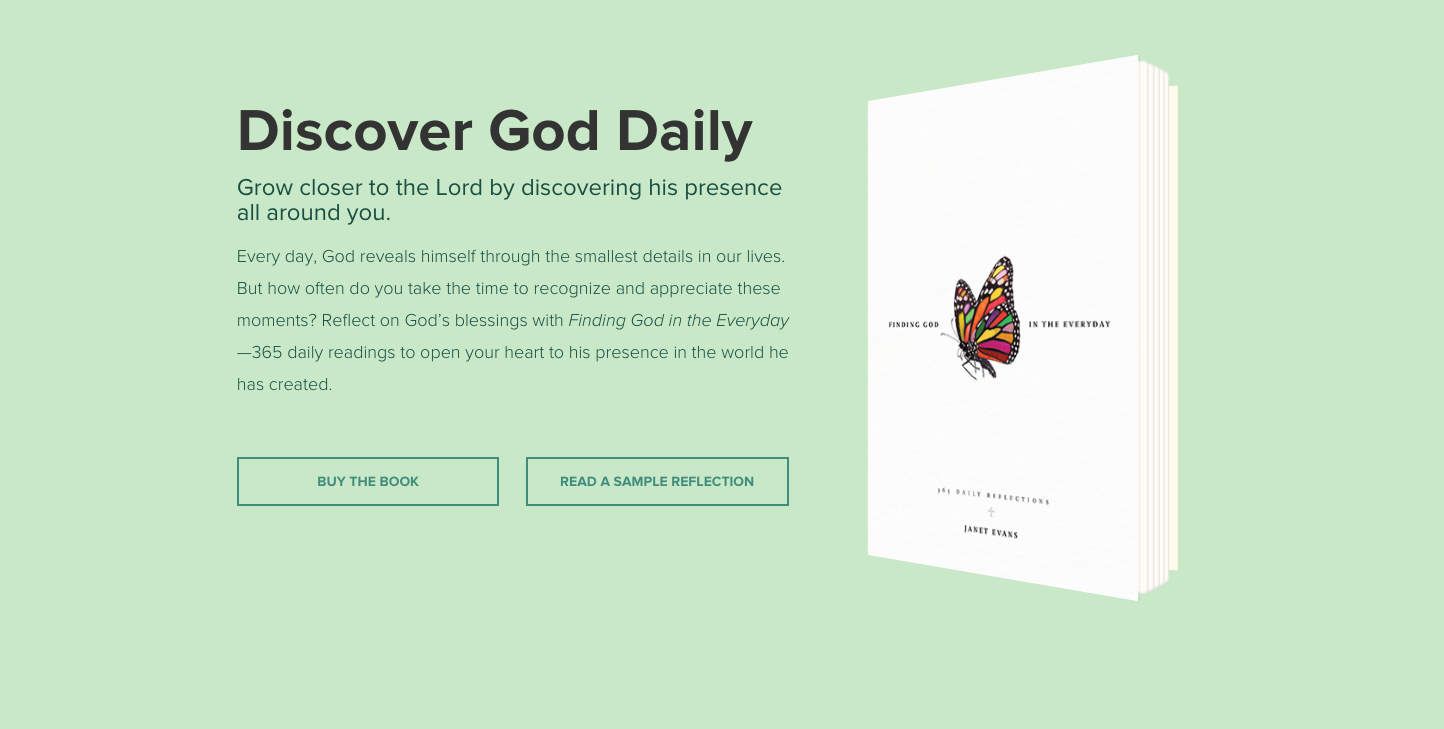 Discover God Daily
Grow closer to the Lord by discovering his presence
all around you.
Every day, God reveals himself through the smallest details in our lives.
But how often do you take the time to recognize and appreciate these
moments? Reflect on God’s blessings with Finding God in the Everyday
—365 daily readings to open your heart to his presence in the world he
has created.
BUY THE BOOK
READ A SAMPLE REFLECTION
FINDING GOD IN THE EVERYDAY
365 DAILY REFLECTIONS
JANET EVANS